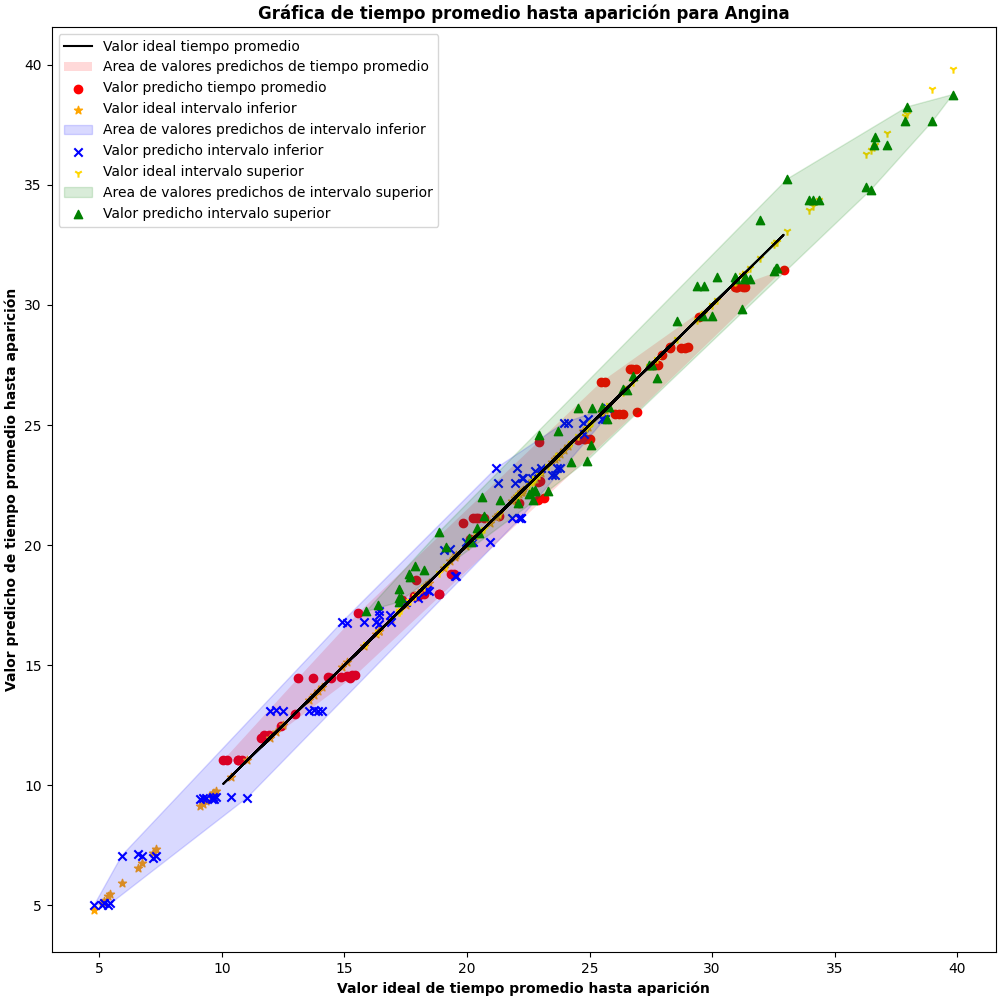 Gráfica de tiempo promedio hasta aparición para Angina
Valor ideal tiempo promedio
Area de valores predichos de tiempo promedio
Valor predicho tiempo promedio
Valor ideal intervalo inferior
Area de valores predichos de intervalo inferior
Valor predicho intervalo inferior
Valor ideal intervalo superior
Area de valores predichos de intervalo superior
Valor predicho intervalo superior
Valor predicho de tiempo promedio hasta aparición
40
35
30
25
20
15
10
5
5 10 15 20 25 30 35 40
Valor ideal de tiempo promedio hasta aparición